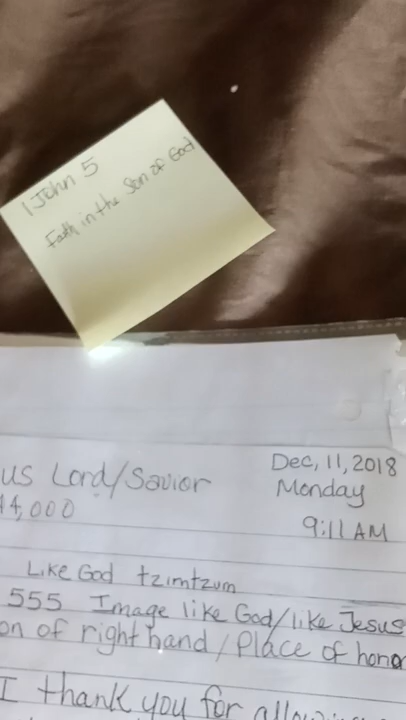 1 John 5
Faith in the Son of God
us Lord/Savior
Dec, 11, 2018
Monday
14,000
9:11 AM
Like God tzimtzum
555 Image like God/like Jesus
on of right hand/Place of honor
I thank you for allowing